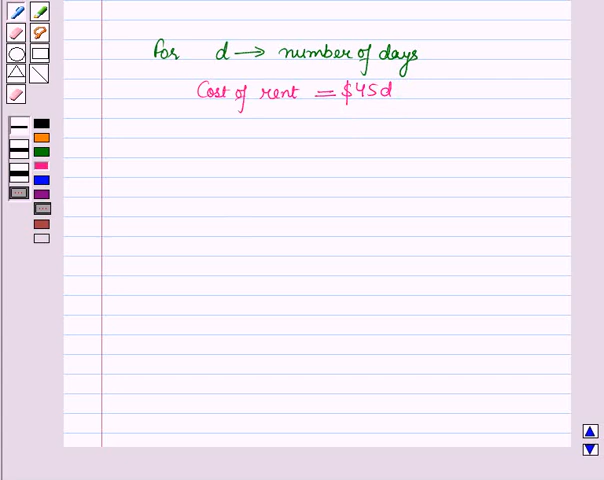 For d → number of days
Cost of rent = $45d